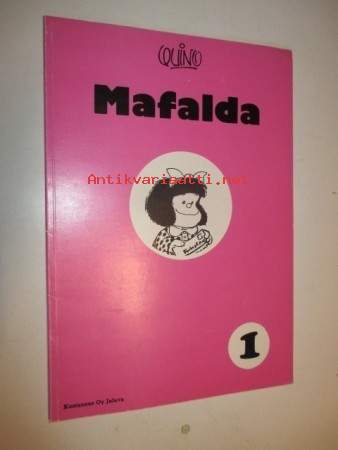 QUINO
Mafalda
Antikvariaatti.net
1
Kustannus Oy Jalava